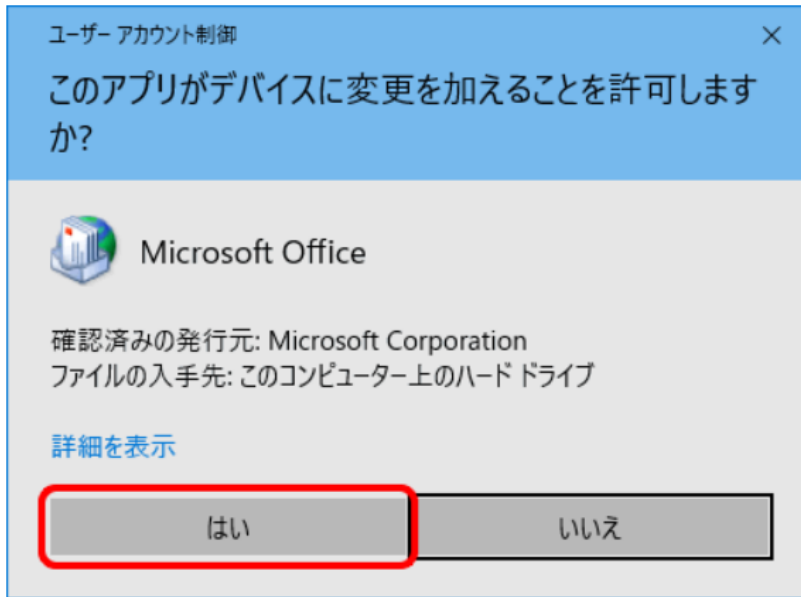 ユーザー アカウント制御
このアプリがデバイスに変更を加えることを許可します
か?
Microsoft Office
確認済みの発行元: Microsoft Corporation
ファイルの入手先: このコンピューター上のハード ドライブ
詳細を表示
はい
いいえ